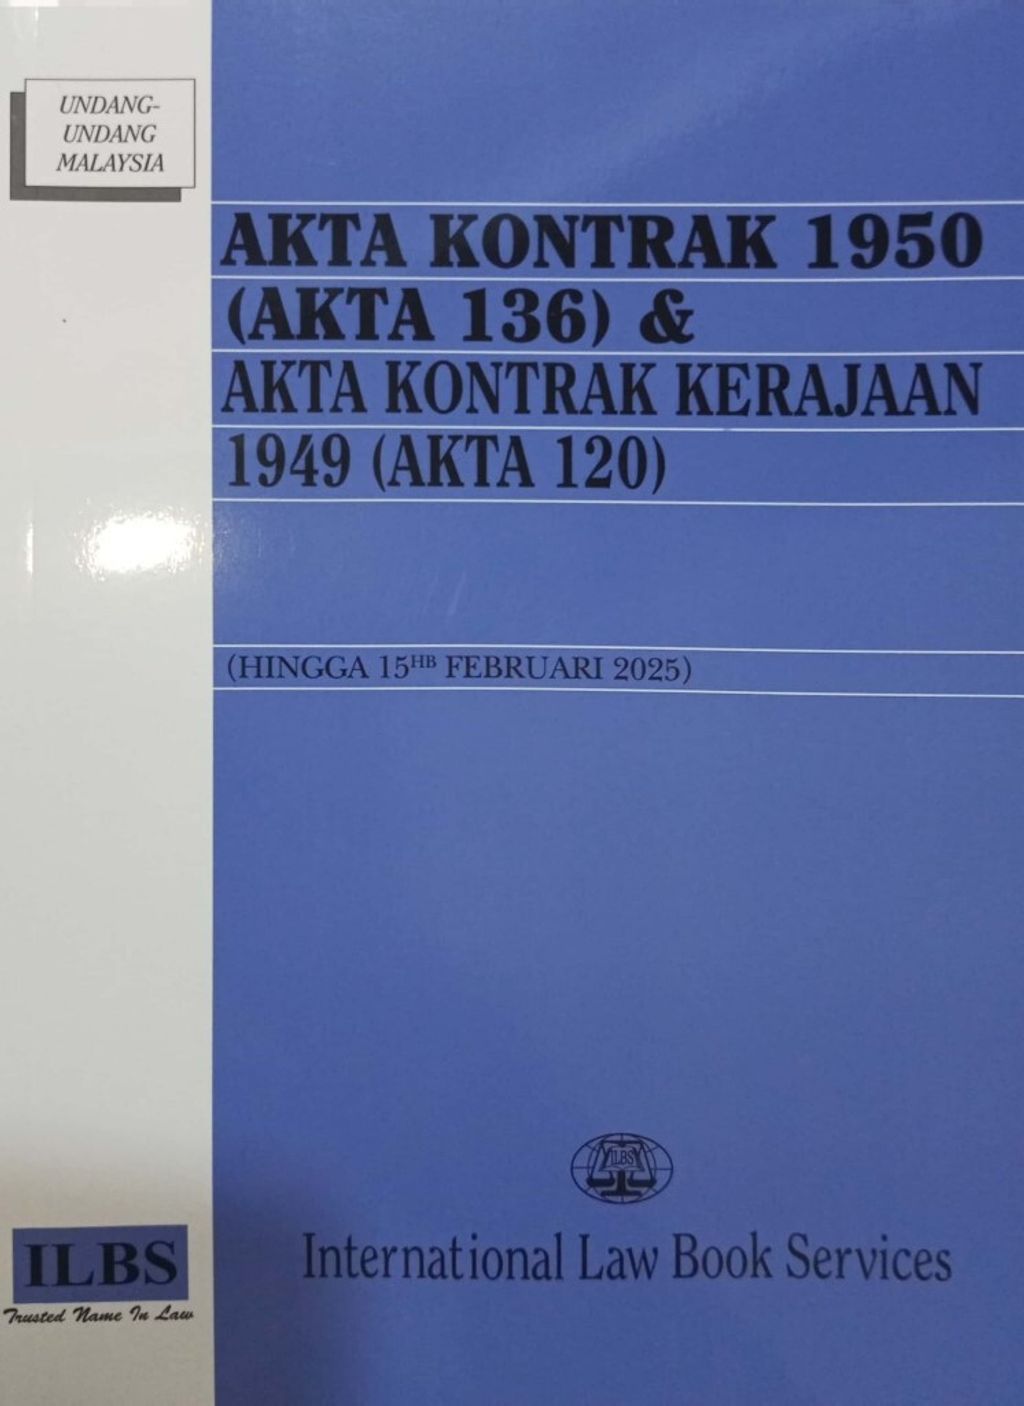 UNDANG-
UNDANG
MALAYSIA
AKTA KONTRAK 1950
(AKTA 136) &
AKTA KONTRAK KERAJAAN
1949 (AKTA 120)
(HINGGA 15HB FEBRUARI 2025)
ILBS
International Law Book Services
ILBS
Trusted Name In Law